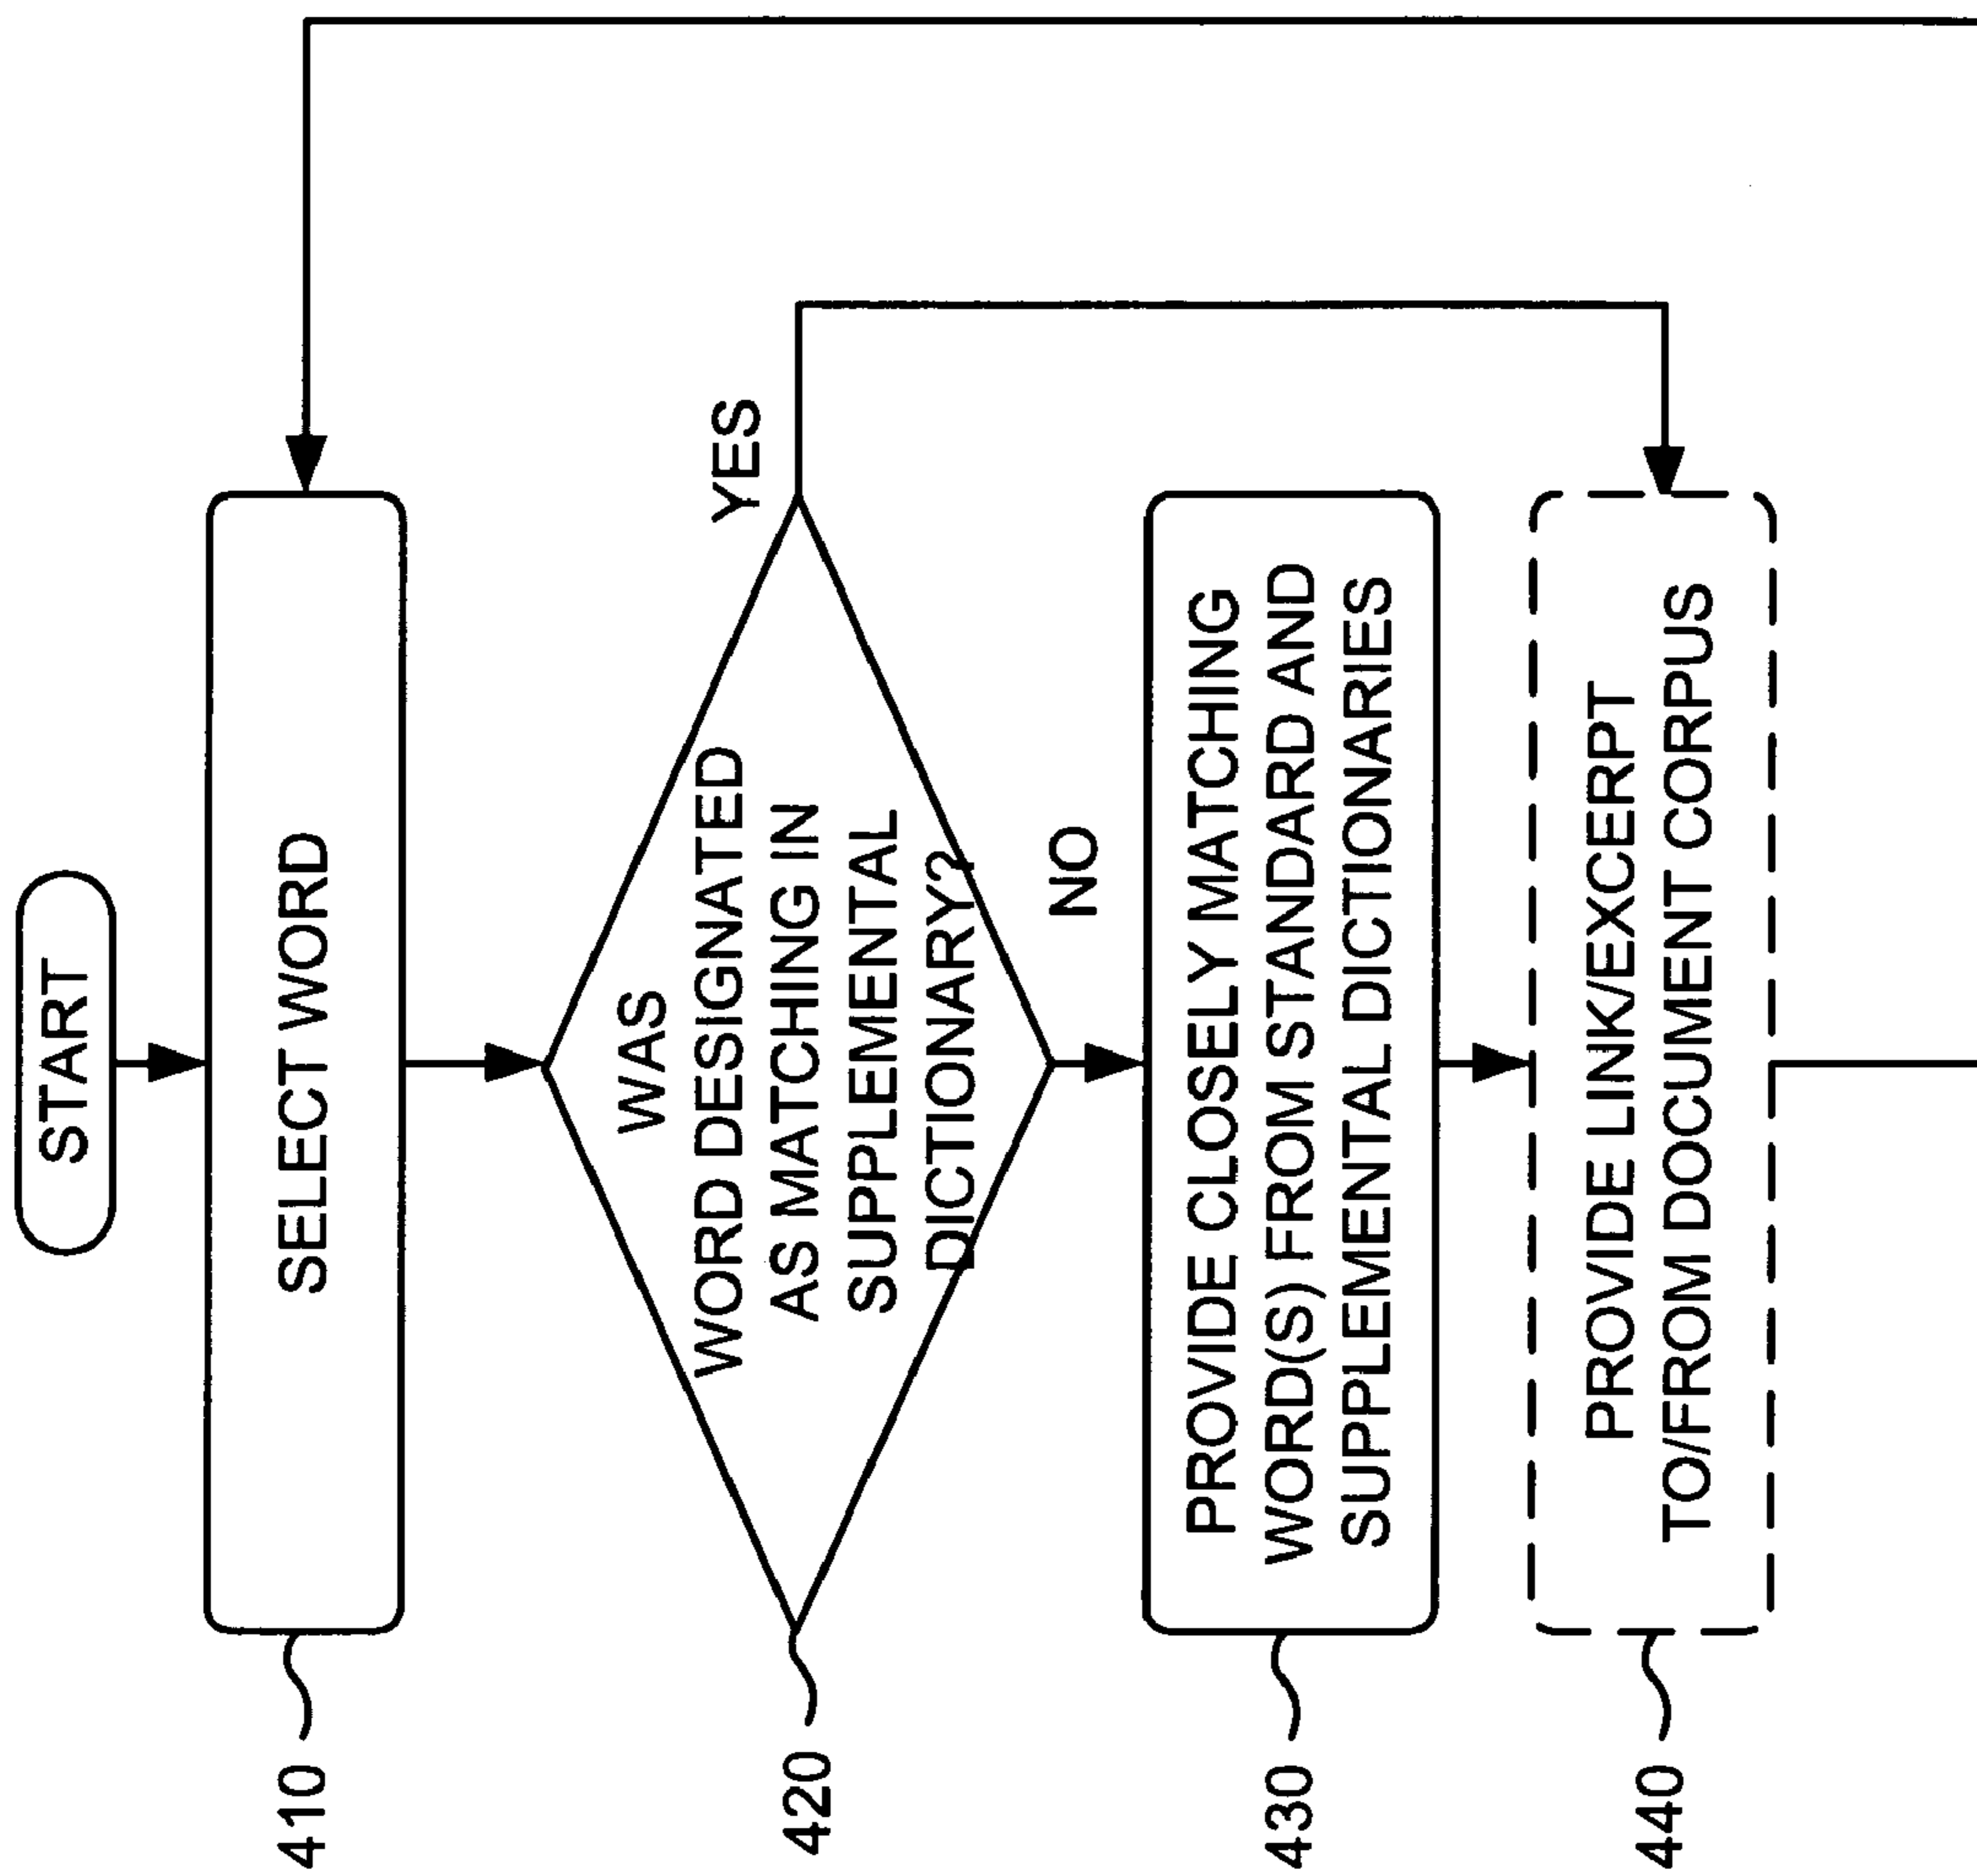 START
410
SELECT WORD
420
WAS
WORD DESIGNATED
AS MATCHING IN
SUPPLEMENTAL
DICTIONARY?
YES
NO
430
PROVIDE CLOSELY MATCHING
WORD(S) FROM STANDARD AND
SUPPLEMENTAL DICTIONARIES
440
PROVIDE LINK/EXCERPT
TO/FROM DOCUMENT CORPUS